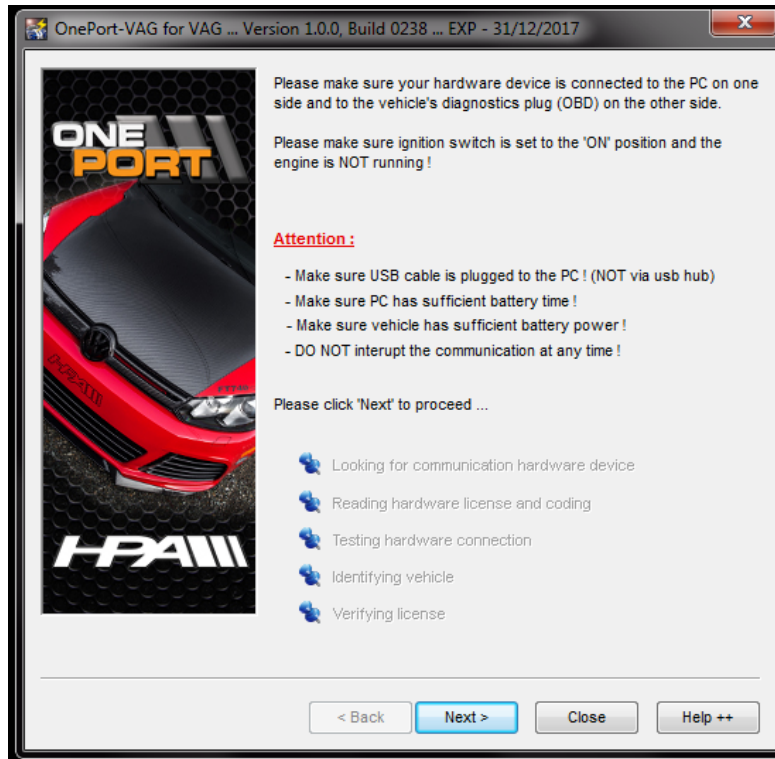 OnePort-VAG for VAG ... Version 1.0.0, Build 0238 ... EXP - 31/12/2017
ONE
PORT
HPA
Please make sure your hardware device is connected to the PC on one
side and to the vehicle's diagnostics plug (OBD) on the other side.
Please make sure ignition switch is set to the 'ON' position and the
engine is NOT running !
Attention :
- Make sure USB cable is plugged to the PC ! (NOT via usb hub)
- Make sure PC has sufficient battery time !
- Make sure vehicle has sufficient battery power !
- DO NOT interupt the communication at any time !
Please click 'Next' to proceed ...
Looking for communication hardware device
Reading hardware license and coding
Testing hardware connection
Identifying vehicle
Verifying license
< Back
Next >
Close
Help ++